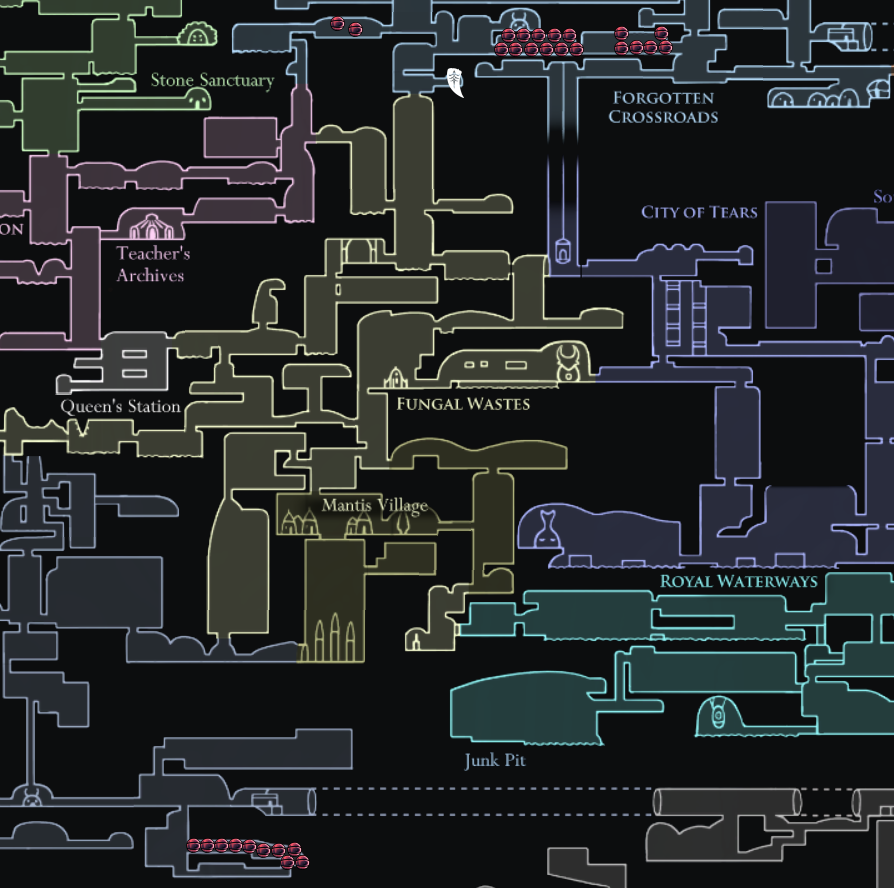 Stone Sanctuary
FORGOTTEN
CROSSROADS
CITY OF TEARS
So
ON
Teacher's
Archives
Queen's Station
FUNGAL WASTES
Mantis Village
ROYAL WATERWAYS
Junk Pit